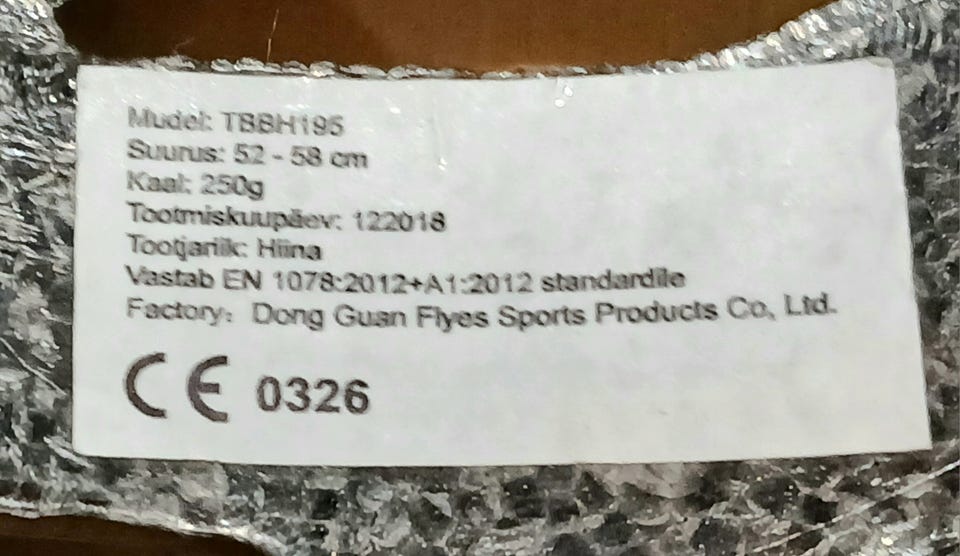 Mudel: TBBH195
Suurus: 52 - 58 cm
Kaal: 250g
Tootmiskuupäev: 122018
Tootjariik: Hiina
Vastab EN 1078:2012+A1:2012 standardile
Factory: Dong Guan Flyes Sports Products Co, Ltd.
CE 0326